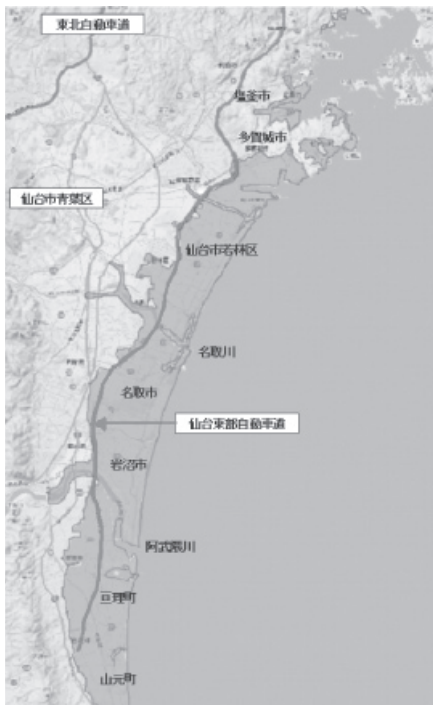 東北自動車道
塩釜市
多賀城市
仙台市青葉区
仙台市若林区
名取川
名取市
仙台東部自動車道
岩沼市
阿武隈川
亘理町
山元町